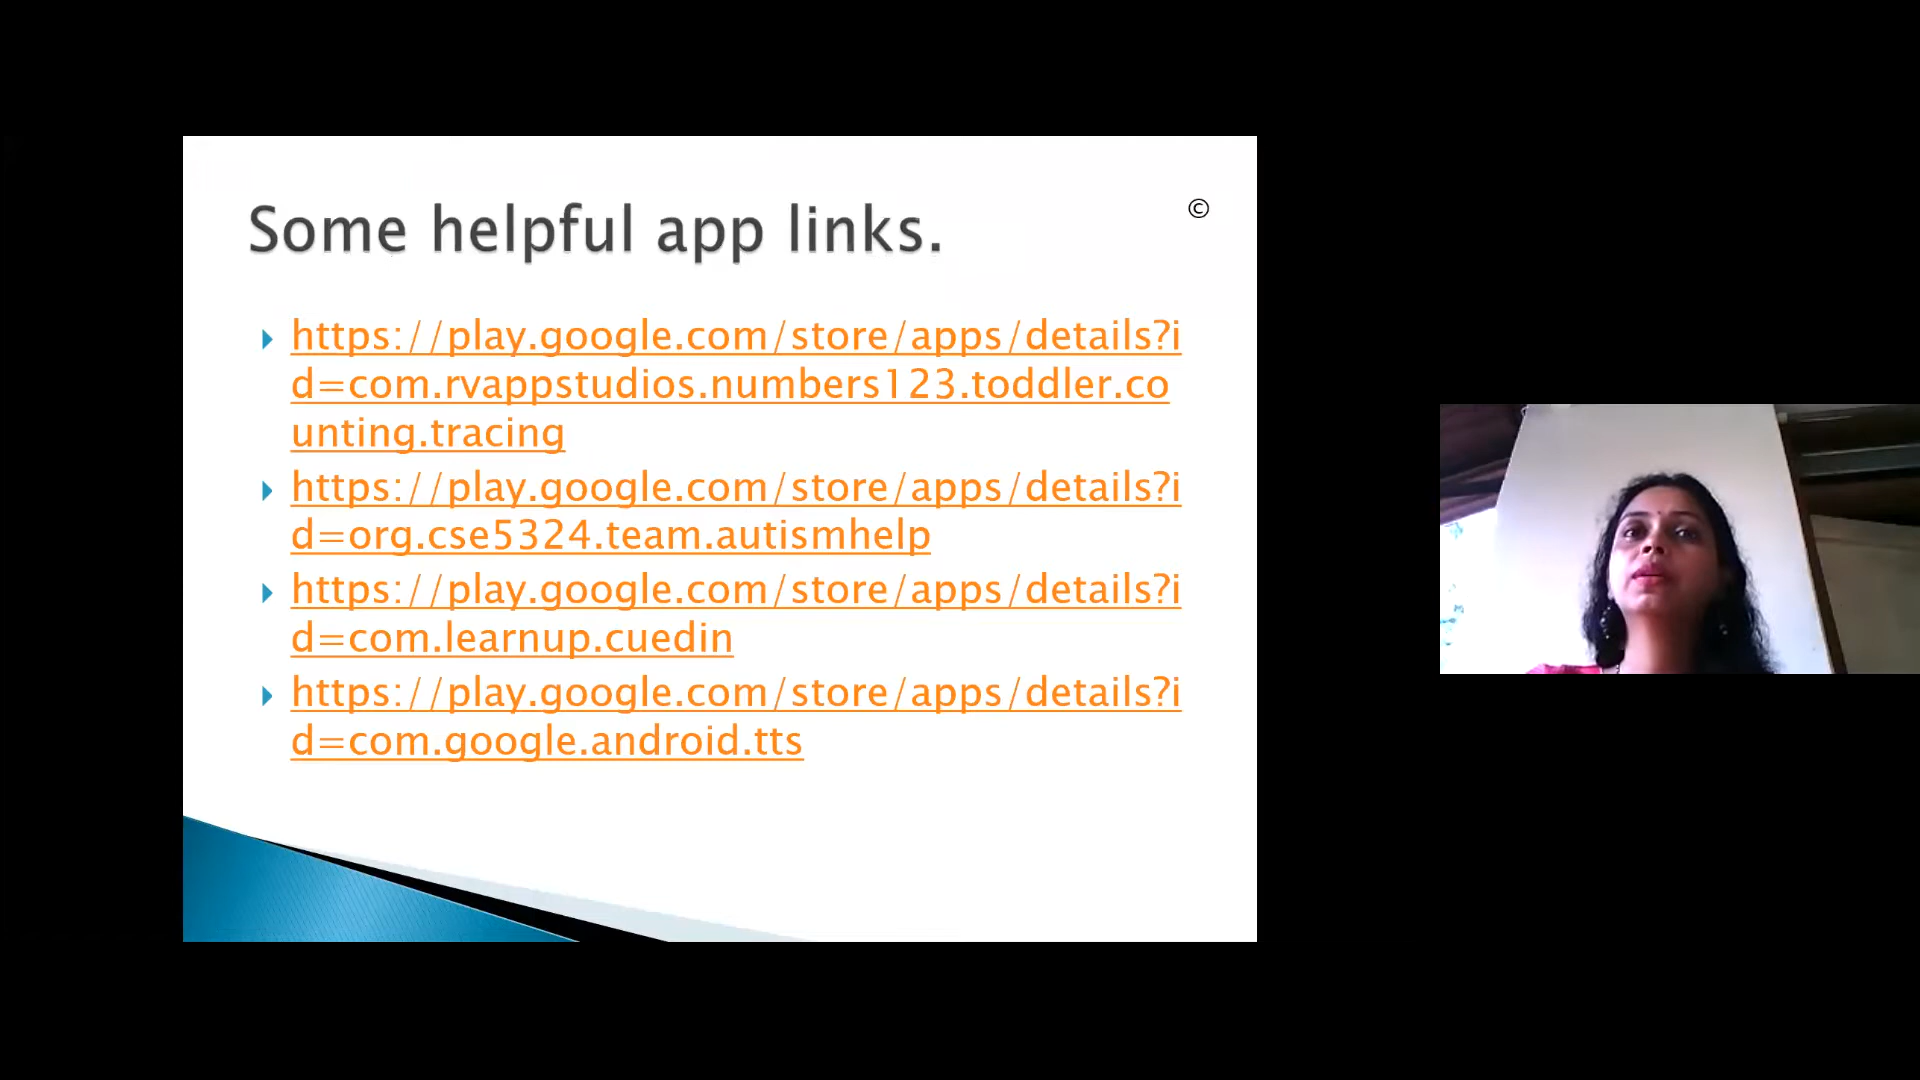 Some helpful app links.
©
https://play.google.com/store/apps/details?i
d=com.rvappstudios.numbers123.toddler.co
unting.tracing
https://play.google.com/store/apps/details?i
d=org.cse5324.team.autismhelp
https://play.google.com/store/apps/details?i
d=com.learnup.cuedin
https://play.google.com/store/apps/details?i
d=com.google.android.tts